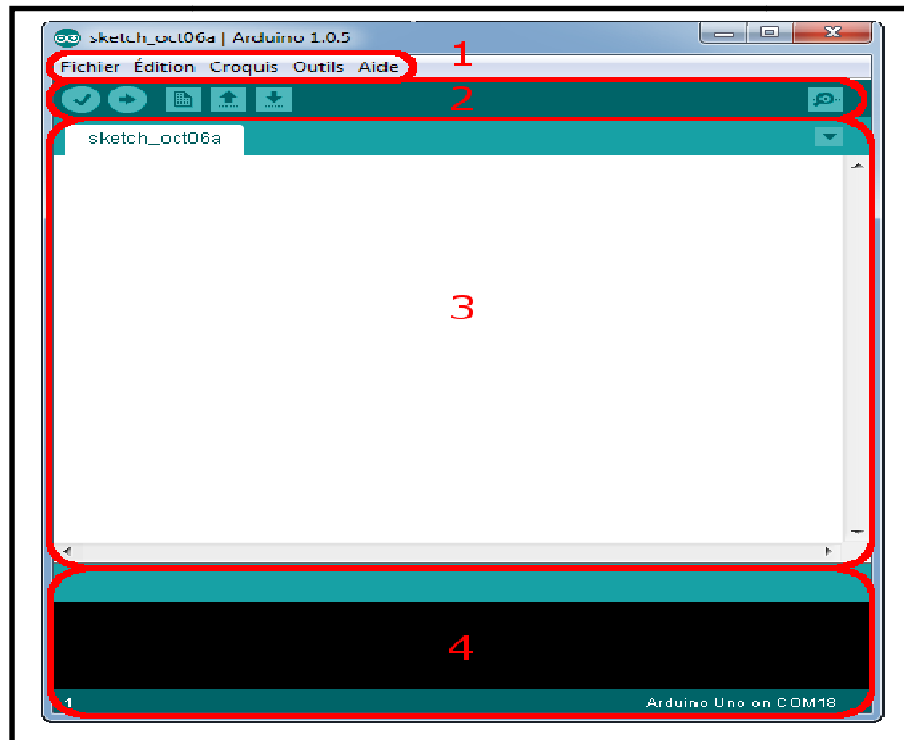 sketch_oct06a | Arduino 1.0.5
1
Fichier Édition Croquis Outils Aide
2
sketch_oct06a
3
4
1
Arduino Uno on COM18